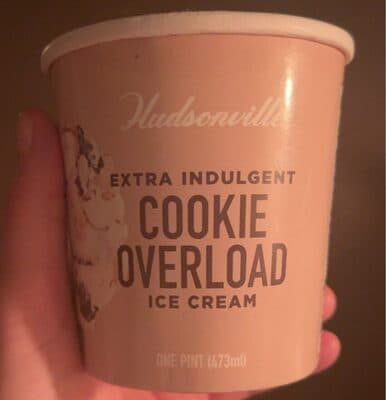 Hudsonville
EXTRA INDULGENT
COOKIE
OVERLOAD
ICE CREAM
ONE PINT (473ml)